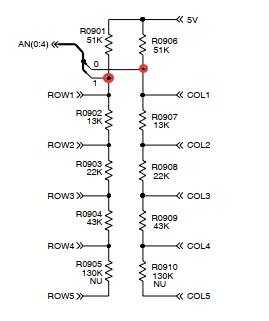 R0901
51K
5V
AN(0:4)
R0906
51K
0
1
ROW1
COL1
R0902
13K
R0907
13K
ROW2
COL2
R0903
22K
R0908
22K
ROW3
COL3
R0904
43K
R0909
43K
ROW4
COL4
R0905
130K
NU
R0910
130K
NU
ROW5
COL5